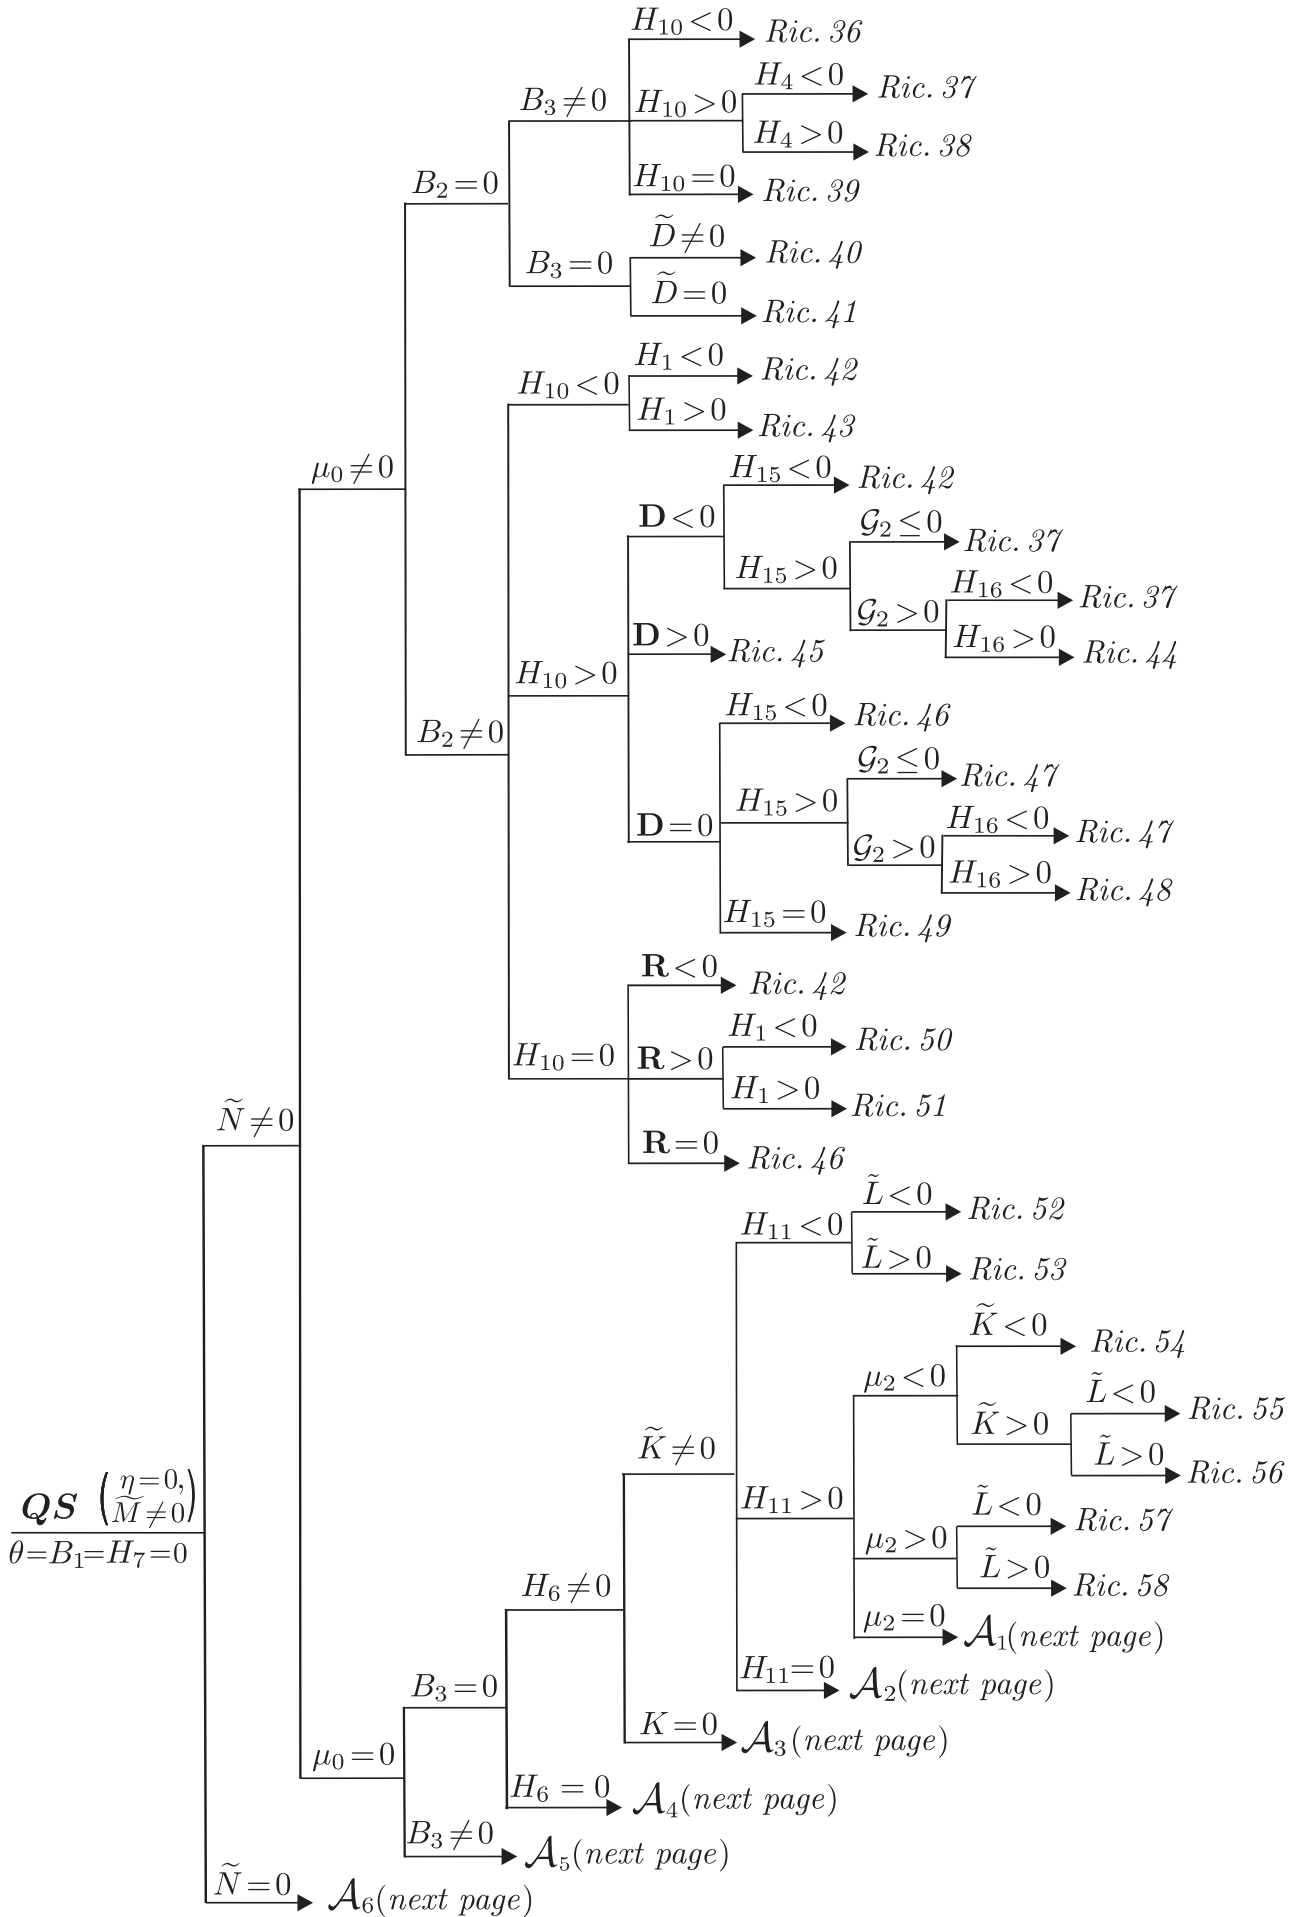 H₁₀<0
Ric. 36
H₄<0
Ric. 37
B₃≠0
H₁₀>0
H₄>0
Ric. 38
H₁₀=0
Ric. 39
B₂=0
D̃≠0
Ric. 40
B₃=0
D̃=0
Ric. 41
H₁<0
Ric. 42
H₁₀<0
H₁>0
Ric. 43
μ₀≠0
H₁₅<0
Ric. 42
D<0
𝒢₂≤0
Ric. 37
H₁₅>0
H₁₆<0
Ric. 37
𝒢₂>0
H₁₆>0
Ric. 44
D>0
Ric. 45
H₁₀>0
H₁₅<0
Ric. 46
B₂≠0
𝒢₂≤0
Ric. 47
H₁₅>0
H₁₆<0
Ric. 47
D=0
𝒢₂>0
H₁₆>0
Ric. 48
H₁₅=0
Ric. 49
R<0
Ric. 42
H₁<0
Ric. 50
H₁₀=0
R>0
H₁>0
Ric. 51
Ñ≠0
R=0
Ric. 46
L̃<0
Ric. 52
H₁₁<0
L̃>0
Ric. 53
K̃<0
Ric. 54
μ₂<0
L̃<0
Ric. 55
K̃>0
K̃≠0
L̃>0
Ric. 56
QS (η=0,
M̃≠0)
H₁₁>0
L̃<0
Ric. 57
θ=B₁=H₇=0
μ₂>0
L̃>0
Ric. 58
H₆≠0
μ₂=0
𝒜₁(next page)
H₁₁=0
𝒜₂(next page)
B₃=0
K=0
𝒜₃(next page)
μ₀=0
H₆ = 0
𝒜₄(next page)
B₃≠0
𝒜₅(next page)
Ñ=0
𝒜₆(next page)